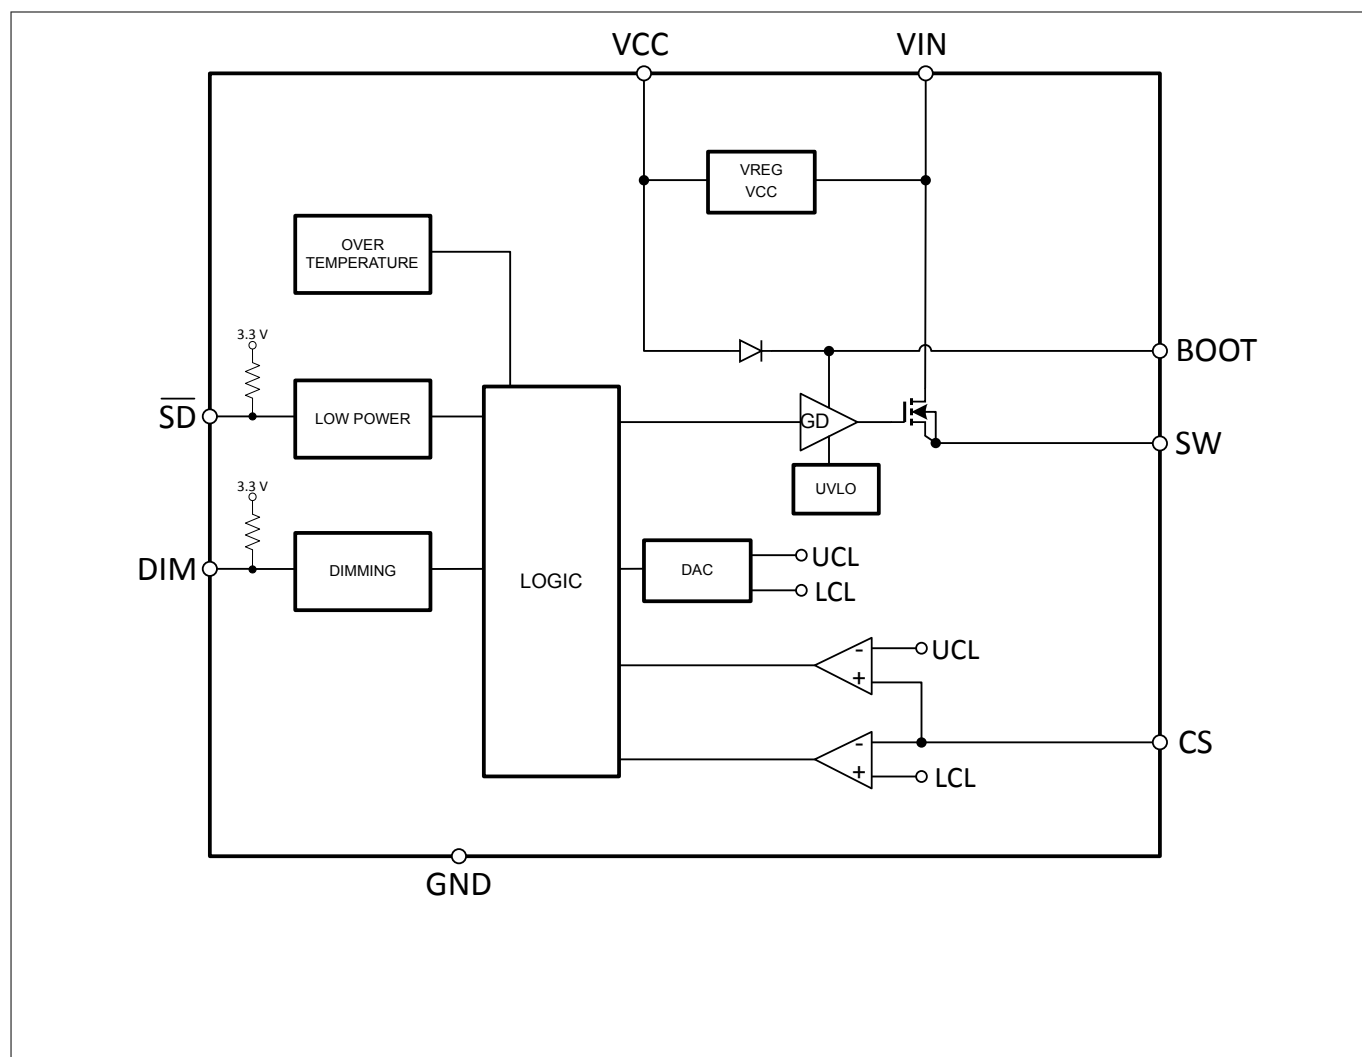 VCC
VIN
VREG
VCC
OVER
TEMPERATURE
3.3 V
BOOT
SD
LOW POWER
GD
SW
UVLO
3.3 V
DIM
DIMMING
LOGIC
DAC
UCL
LCL
-
UCL
+
-
CS
+
LCL
GND